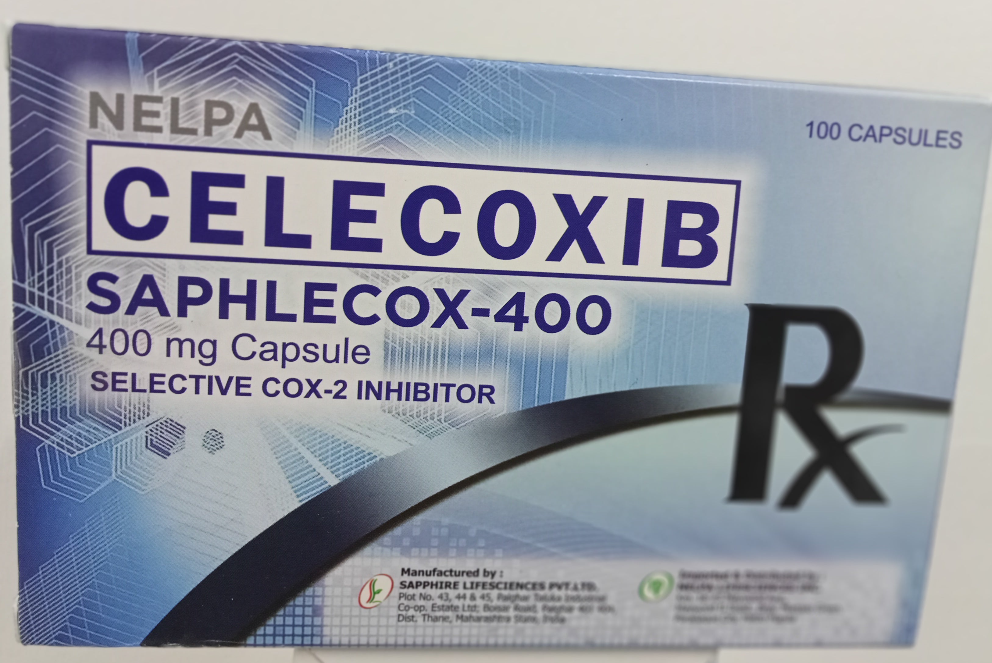 NELPA
100 CAPSULES
CELECOXIB
SAPHLECOX-400
400 mg Capsule
SELECTIVE COX-2 INHIBITOR
Rx
Manufactured by :
SAPPHIRE LIFESCIENCES PVT.LTD.
Plot No. 43, 44 & 45, Palghar Taluka Industrial
Co-op. Estate Ltd; Boisar Road, Palghar
Dist. Thane, Maharashtra State, India